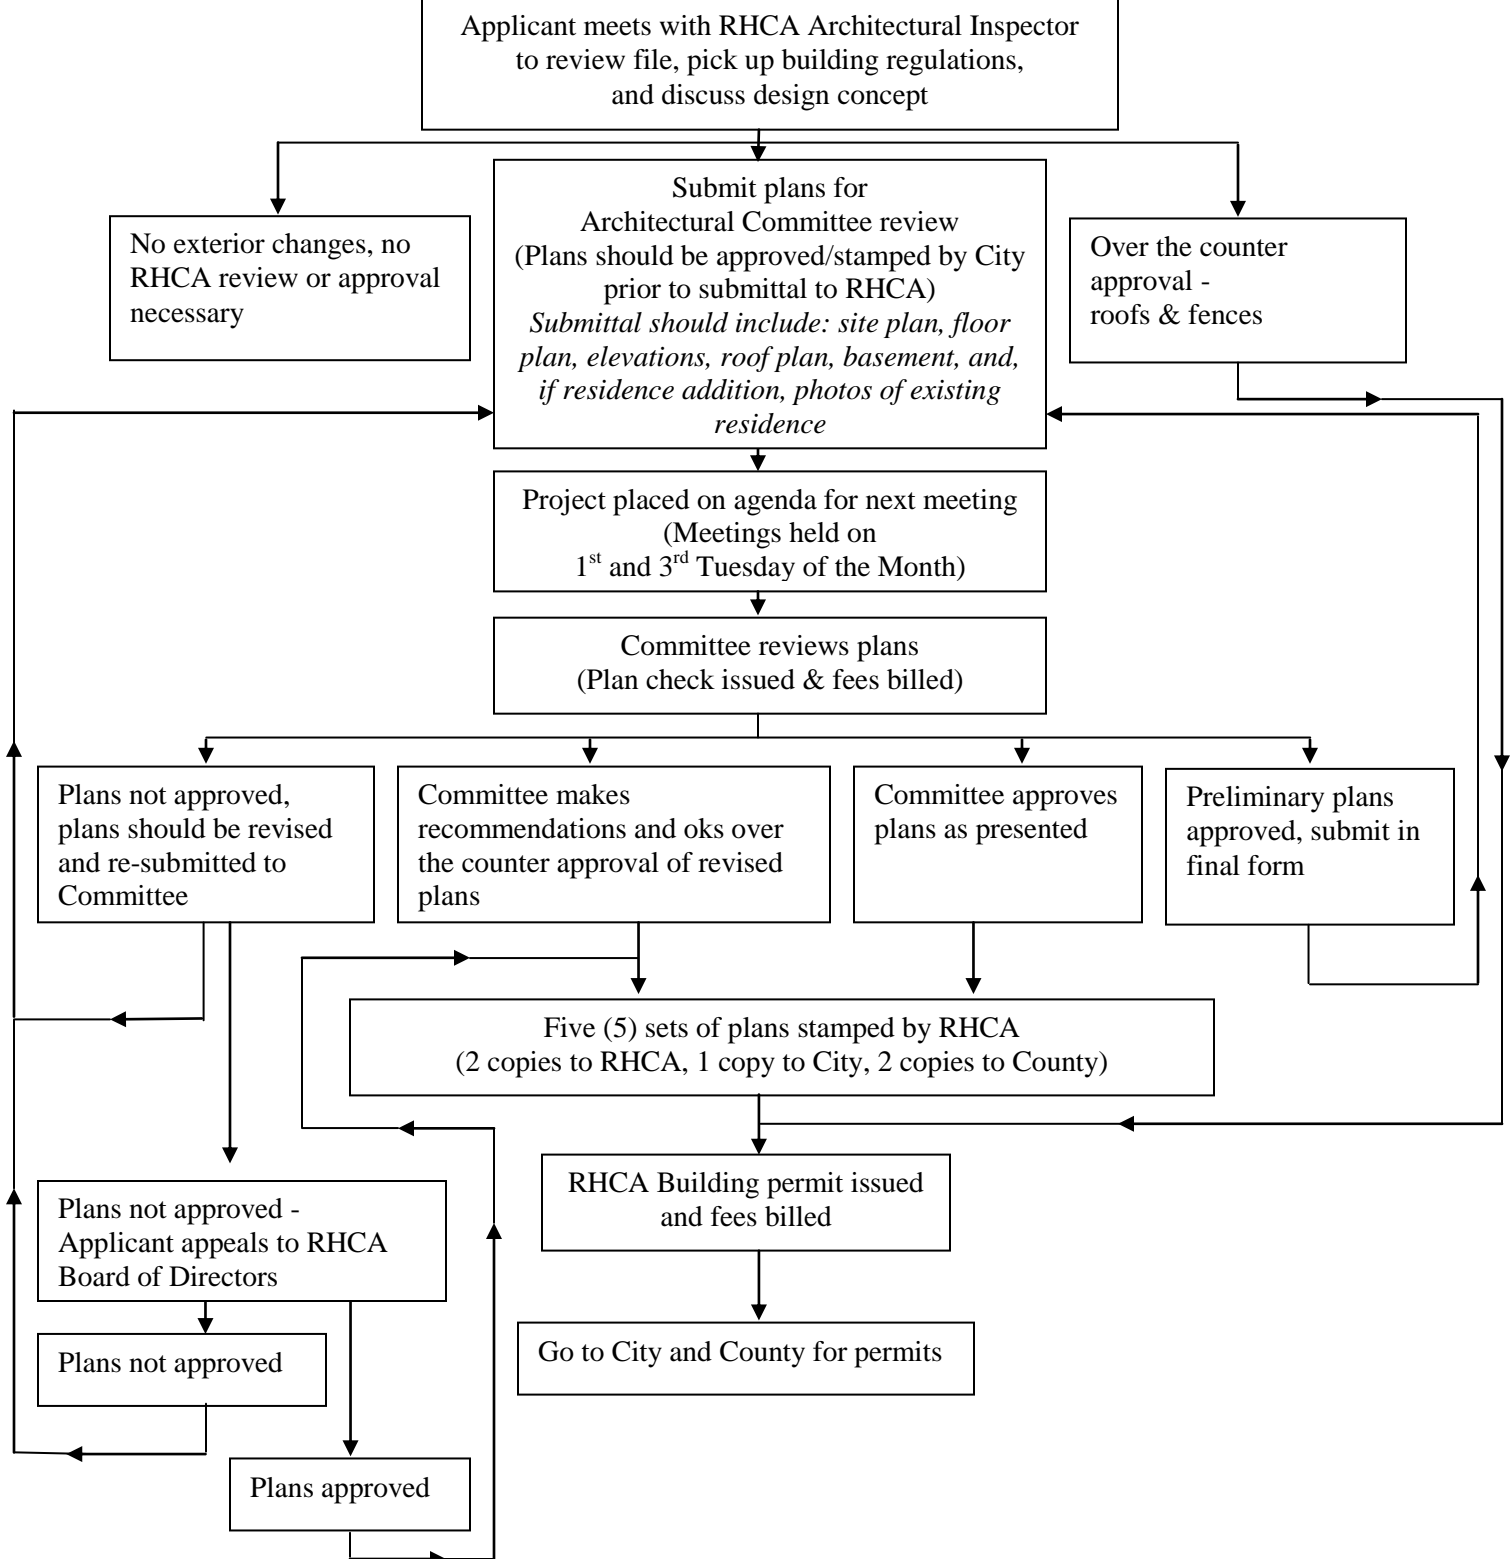 Applicant meets with RHCA Architectural Inspector
to review file, pick up building regulations,
and discuss design concept
No exterior changes, no
RHCA review or approval
necessary
Submit plans for
Architectural Committee review
(Plans should be approved/stamped by City
prior to submittal to RHCA)
Submittal should include: site plan, floor
plan, elevations, roof plan, basement, and,
if residence addition, photos of existing
residence
Over the counter
approval -
roofs & fences
Project placed on agenda for next meeting
(Meetings held on
1st and 3rd Tuesday of the Month)
Committee reviews plans
(Plan check issued & fees billed)
Plans not approved,
plans should be revised
and re-submitted to
Committee
Committee makes
recommendations and oks over
the counter approval of revised
plans
Committee approves
plans as presented
Preliminary plans
approved, submit in
final form
Five (5) sets of plans stamped by RHCA
(2 copies to RHCA, 1 copy to City, 2 copies to County)
Plans not approved -
Applicant appeals to RHCA
Board of Directors
RHCA Building permit issued
and fees billed
Plans not approved
Go to City and County for permits
Plans approved